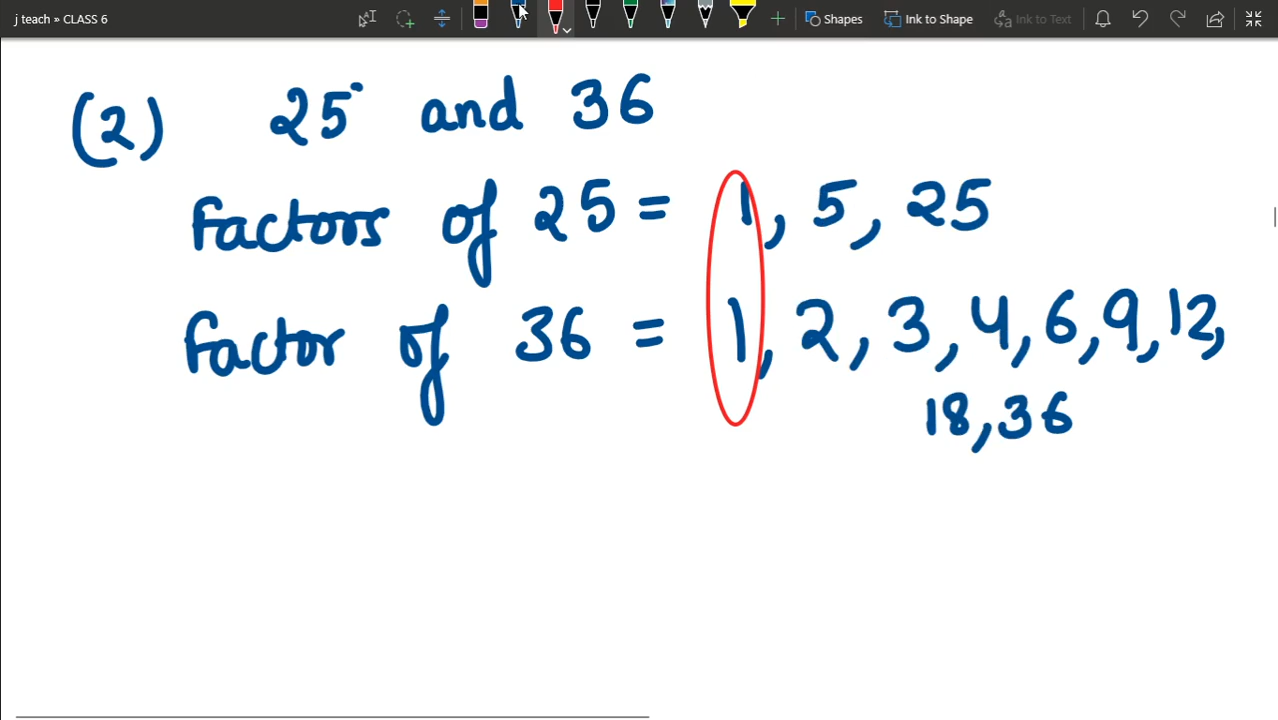 j teach » CLASS 6
Shapes
Ink to Shape
Ink to Text
(2) 25 and 36
Factors of 25 = 1, 5, 25
Factor of 36 = 1, 2, 3, 4, 6, 9, 12,
18, 36